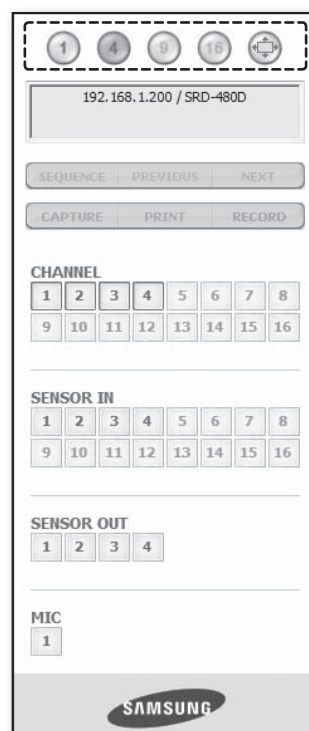 1 4 9 16
192.168.1.200 / SRD-480D
SEQUENCE PREVIOUS NEXT
CAPTURE PRINT RECORD
CHANNEL
1 2 3 4 5 6 7 8
9 10 11 12 13 14 15 16
SENSOR IN
1 2 3 4 5 6 7 8
9 10 11 12 13 14 15 16
SENSOR OUT
1 2 3 4
MIC
1
SAMSUNG